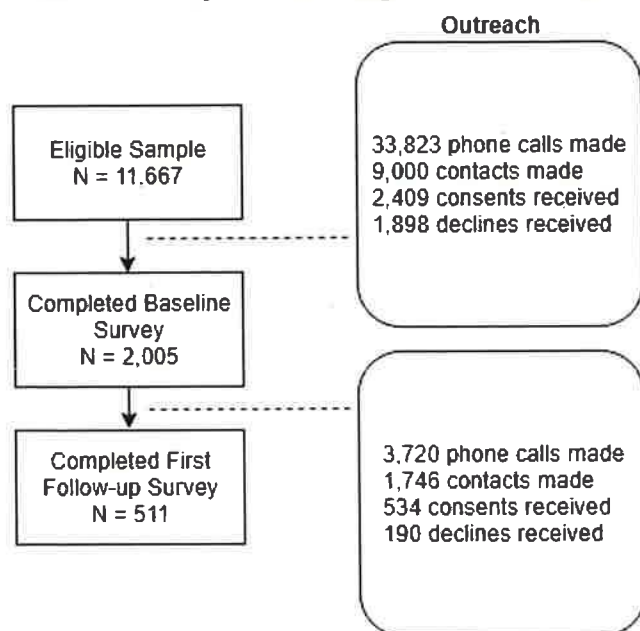 Outreach
Eligible Sample
N = 11,667
33,823 phone calls made
9,000 contacts made
2,409 consents received
1,898 declines received
Completed Baseline
Survey
N = 2,005
Completed First
Follow-up Survey
N = 511
3,720 phone calls made
1,746 contacts made
534 consents received
190 declines received